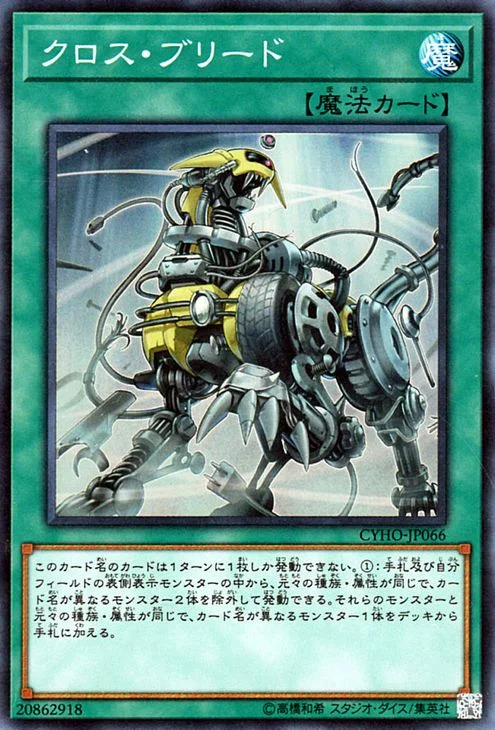 クロス・ブリード
魔
【魔法カード】
CYHO-JP066
このカード名のカードは1ターンに1枚しか発動できない。①：手札及び自分
フィールドの表側表示モンスターの中から、元々の種族・属性が同じで、カー
ド名が異なるモンスター2体を除外して発動できる。それらのモンスターと
元々の種族・属性が同じで、カード名が異なるモンスター1体をデッキから
手札に加える。
20862918
©高橋和希 スタジオ・ダイス/集英社